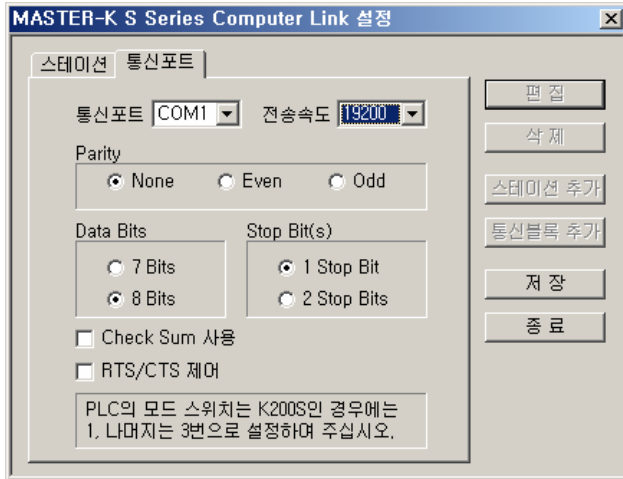 MASTER-K S Series Computer Link 설정
스테이션 통신포트
통신포트 COM1 전송속도 19200
Parity
None Even Odd
Data Bits Stop Bit(s)
7 Bits 1 Stop Bit
8 Bits 2 Stop Bits
Check Sum 사용
RTS/CTS 제어
PLC의 모드 스위치는 K200S인 경우에는
1, 나머지는 3번으로 설정하여 주십시오.
편 집
삭 제
스테이션 추가
통신블록 추가
저 장
종 료